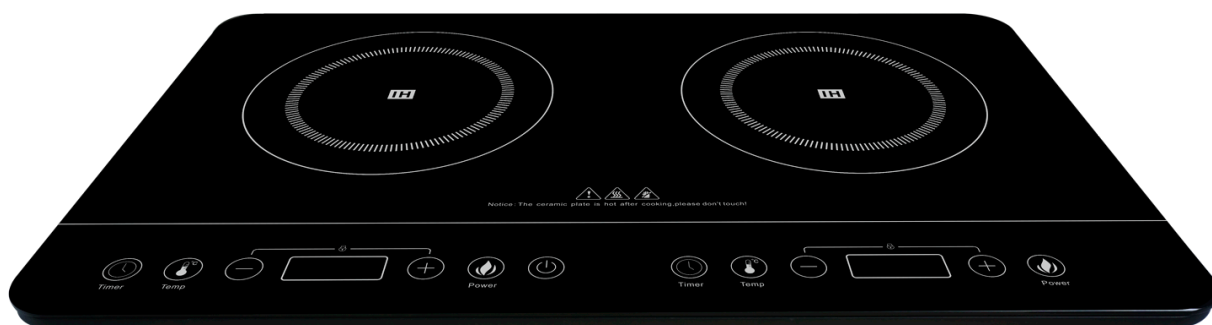 IH
IH
Notice: The ceramic plate is hot after cooking,please don't touch!
Timer
°C
Temp
Power
Timer
°C
Temp
Power